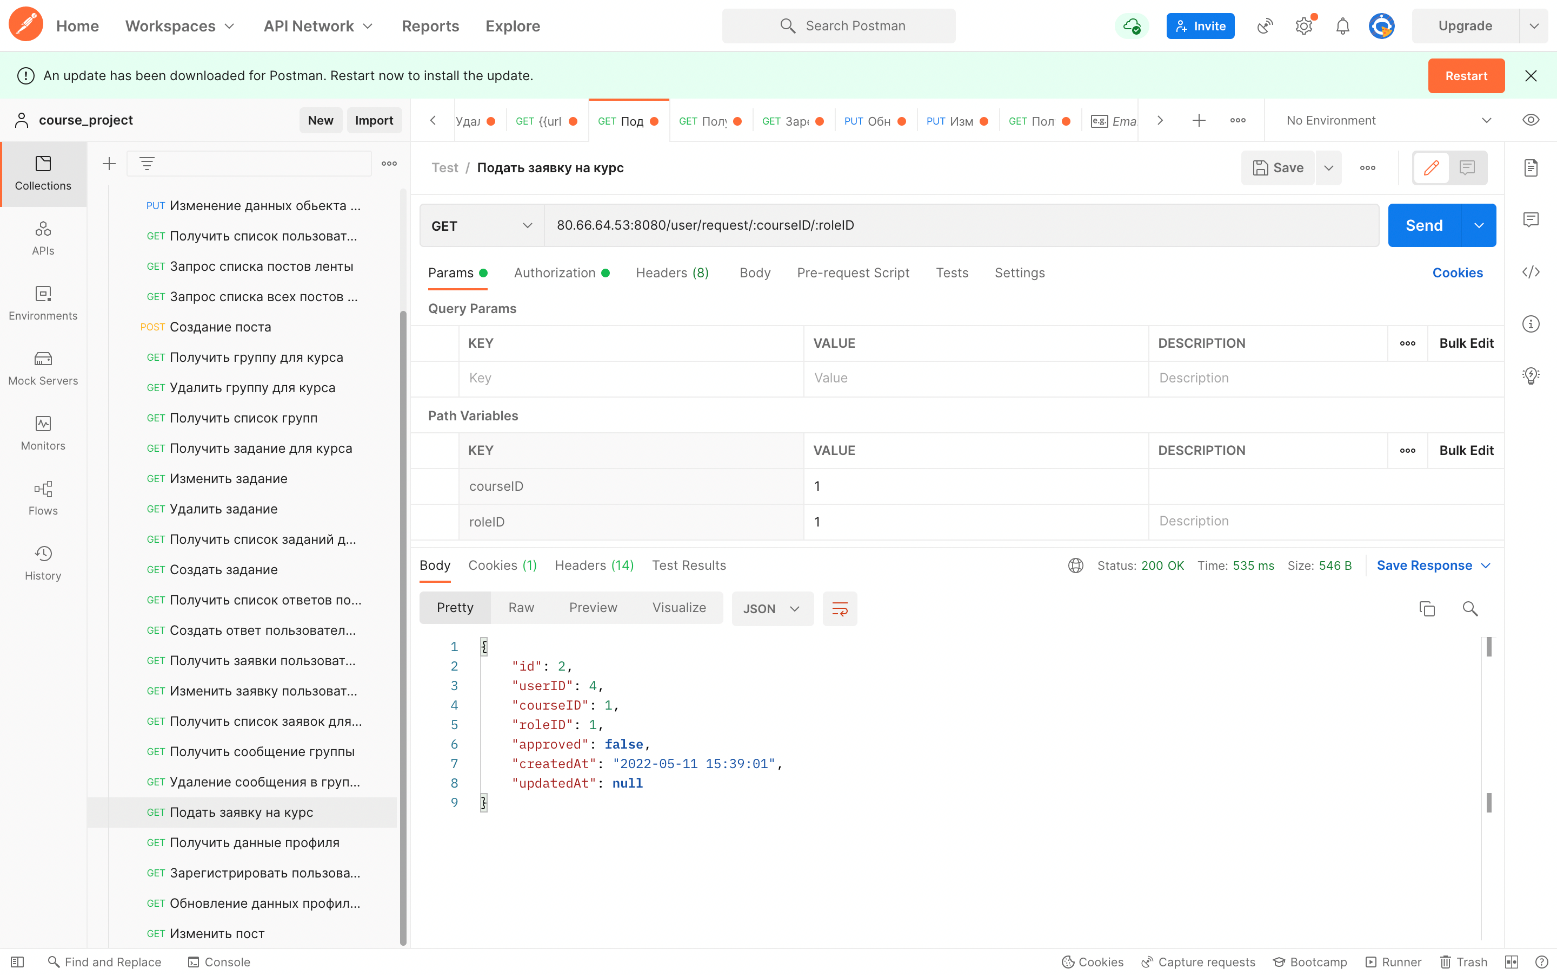 Home Workspaces API Network Reports Explore Search Postman Invite Upgrade
An update has been downloaded for Postman. Restart now to install the update. Restart
course_project New Import GET {{url GET Под GET GET PUT Обн PUT Изм GET Пол e.g. Ema No Environment
Collections
APIs
Environments
Mock Servers
Monitors
Flows
History
PUT Изменение данных обьекта ...
GET Получить список пользоват...
GET Запрос списка постов ленты
GET Запрос списка всех постов ...
POST Создание поста
GET Получить группу для курса
GET Удалить группу для курса
GET Получить список групп
GET Получить задание для курса
GET Изменить задание
GET Удалить задание
GET Получить список заданий д...
GET Создать задание
GET Получить список ответов по...
GET Создать ответ пользовател...
GET Получить заявки пользоват...
GET Изменить заявку пользоват...
GET Получить список заявок для...
GET Получить сообщение группы
GET Удаление сообщения в груп...
GET Подать заявку на курс
GET Получить данные профиля
GET Зарегистрировать пользова...
GET Обновление данных профил...
GET Изменить пост
Test / Подать заявку на курс Save
GET 80.66.64.53:8080/user/request/:courseID/:roleID Send
Params Authorization Headers (8) Body Pre-request Script Tests Settings Cookies
Query Params
KEY VALUE DESCRIPTION Bulk Edit
Key Value Description
Path Variables
KEY VALUE DESCRIPTION Bulk Edit
courseID 1
roleID 1 Description
Body Cookies (1) Headers (14) Test Results Status: 200 OK Time: 535 ms Size: 546 B Save Response
Pretty Raw Preview Visualize JSON
1 {
2 "id": 2,
3 "userID": 4,
4 "courseID": 1,
5 "roleID": 1,
6 "approved": false,
7 "createdAt": "2022-05-11 15:39:01",
8 "updatedAt": null
9 }
Find and Replace Console Cookies Capture requests Bootcamp Runner Trash